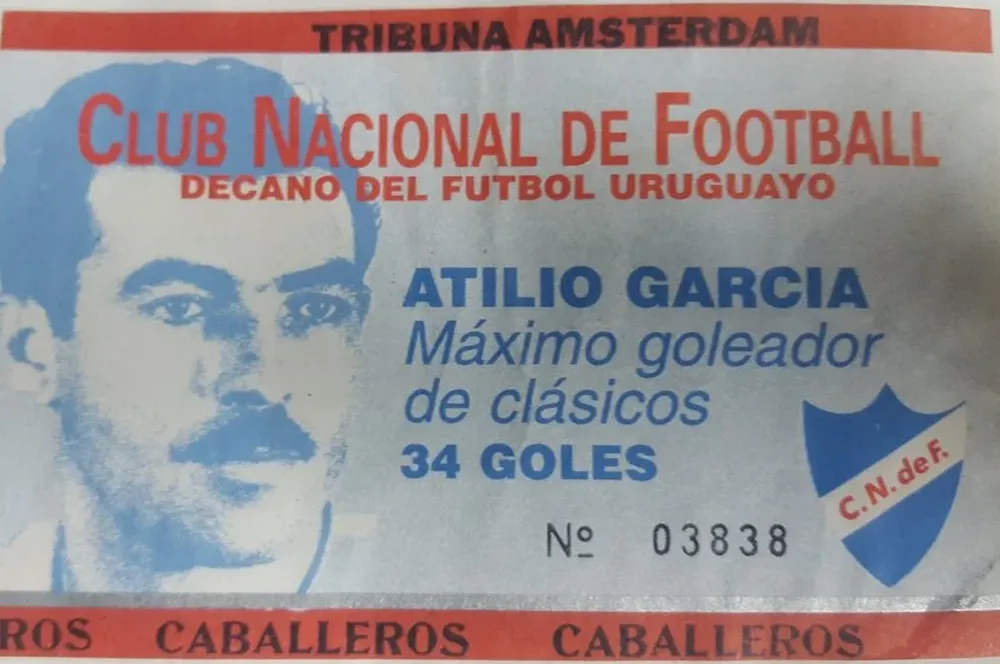 TRIBUNA AMSTERDAM
CLUB NACIONAL DE FOOTBALL
DECANO DEL FUTBOL URUGUAYO
ATILIO GARCIA
Máximo goleador
de clásicos
34 GOLES
C.N.de F.
Nº 03838
ROS CABALLEROS CABALLEROS